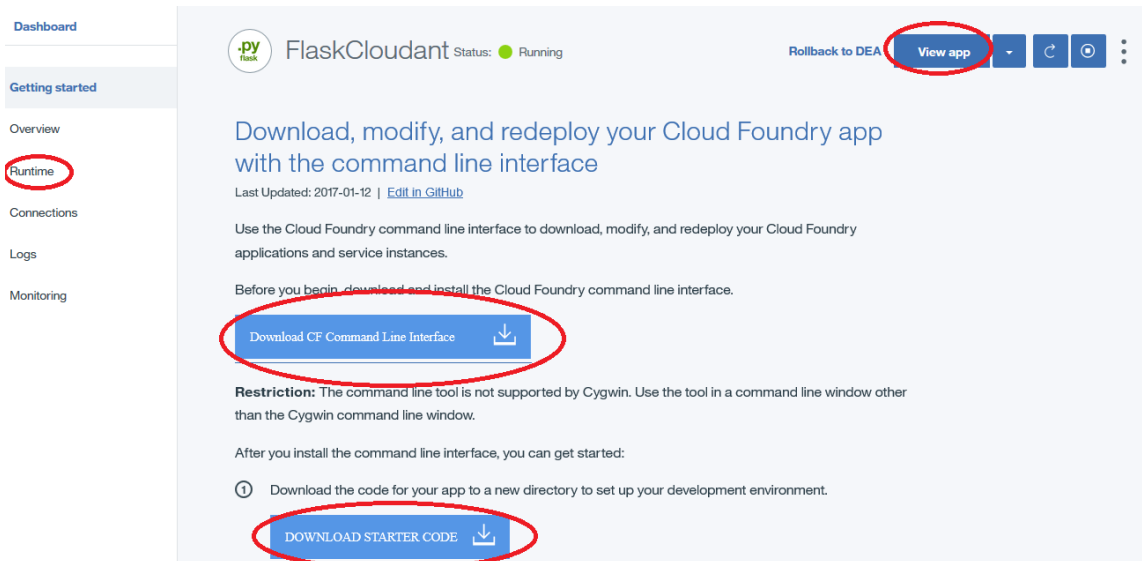 Dashboard
Getting started
Overview
Runtime
Connections
Logs
Monitoring
.py
flask
FlaskCloudant Status: Running
Rollback to DEA
View app
Download, modify, and redeploy your Cloud Foundry app
with the command line interface
Last Updated: 2017-01-12 | Edit in GitHub
Use the Cloud Foundry command line interface to download, modify, and redeploy your Cloud Foundry
applications and service instances.
Before you begin, download and install the Cloud Foundry command line interface.
Download CF Command Line Interface
Restriction: The command line tool is not supported by Cygwin. Use the tool in a command line window other
than the Cygwin command line window.
After you install the command line interface, you can get started:
1 Download the code for your app to a new directory to set up your development environment.
DOWNLOAD STARTER CODE